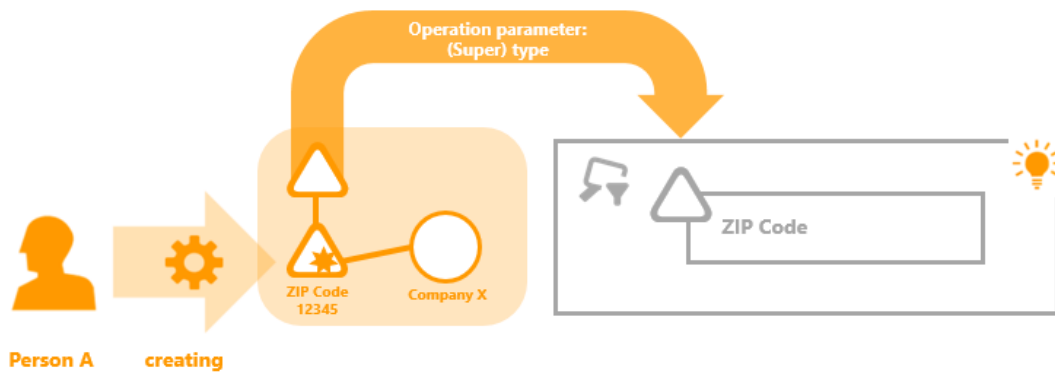 Operation parameter:
(Super) type
ZIP Code
ZIP Code
12345
Company X
Person A
creating